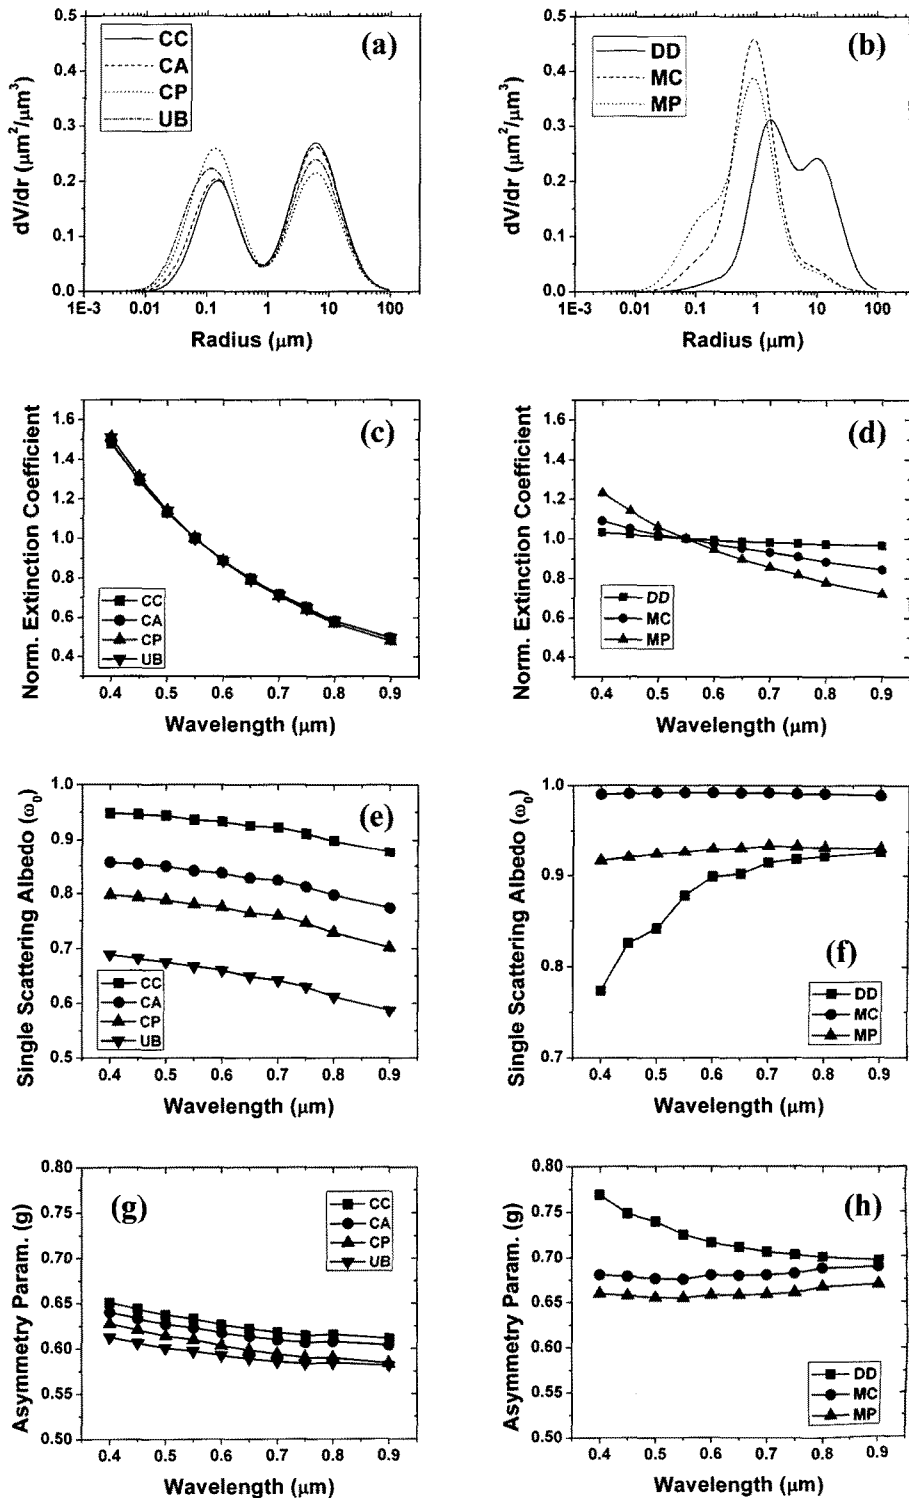 (a)
CC
CA
CP
UB
0.5
0.4
0.3
0.2
0.1
0.0
dV/dr (µm²/µm³)
1E-3 0.01 0.1 1 10 100
Radius (µm)
(b)
DD
MC
MP
0.5
0.4
0.3
0.2
0.1
0.0
dV/dr (µm²/µm³)
1E-3 0.01 0.1 1 10 100
Radius (µm)
(c)
1.6
1.4
1.2
1.0
0.8
0.6
0.4
Norm. Extinction Coefficient
CC
CA
CP
UB
0.4 0.5 0.6 0.7 0.8 0.9
Wavelength (µm)
(d)
1.6
1.4
1.2
1.0
0.8
0.6
0.4
Norm. Extinction Coefficient
DD
MC
MP
0.4 0.5 0.6 0.7 0.8 0.9
Wavelength (µm)
(e)
1.0
0.9
0.8
0.7
0.6
0.5
Single Scattering Albedo (ω₀)
CC
CA
CP
UB
0.4 0.5 0.6 0.7 0.8 0.9
Wavelength (µm)
(f)
1.0
0.9
0.8
0.7
Single Scattering Albedo (ω₀)
DD
MC
MP
0.4 0.5 0.6 0.7 0.8 0.9
Wavelength (µm)
(g)
0.80
0.75
0.70
0.65
0.60
0.55
0.50
Asymmetry Param. (g)
CC
CA
CP
UB
0.4 0.5 0.6 0.7 0.8 0.9
Wavelength (µm)
(h)
0.80
0.75
0.70
0.65
0.60
0.55
0.50
Asymmetry Param. (g)
DD
MC
MP
0.4 0.5 0.6 0.7 0.8 0.9
Wavelength (µm)